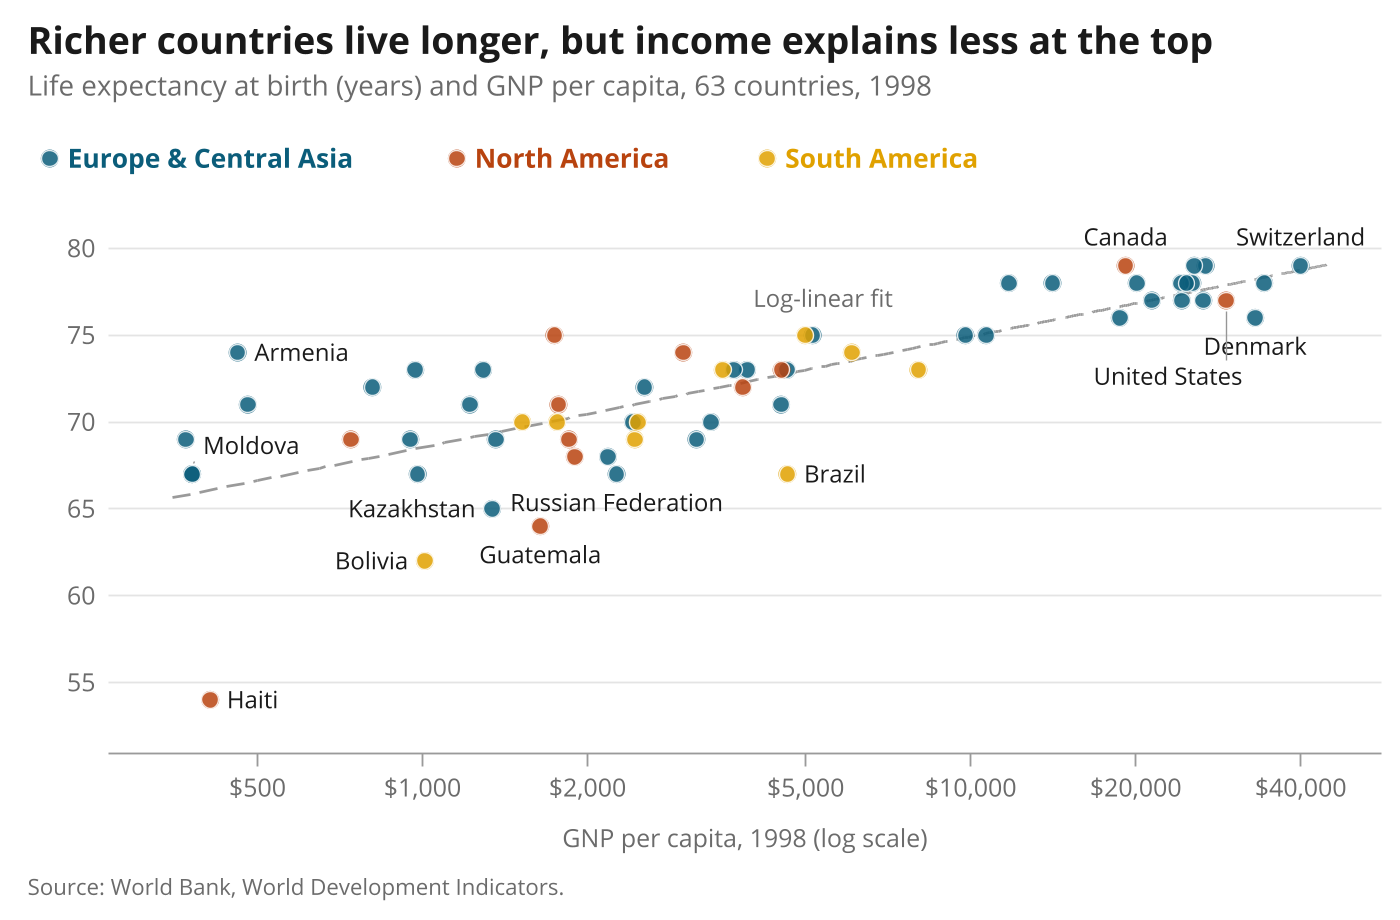 Richer countries live longer, but income explains less at the top
Life expectancy at birth (years) and GNP per capita, 63 countries, 1998
Europe & Central Asia
North America
South America
80
75
70
65
60
55
Canada
Switzerland
Log-linear fit
Denmark
United States
Armenia
Moldova
Brazil
Kazakhstan
Russian Federation
Guatemala
Bolivia
Haiti
$500
$1,000
$2,000
$5,000
$10,000
$20,000
$40,000
GNP per capita, 1998 (log scale)
Source: World Bank, World Development Indicators.